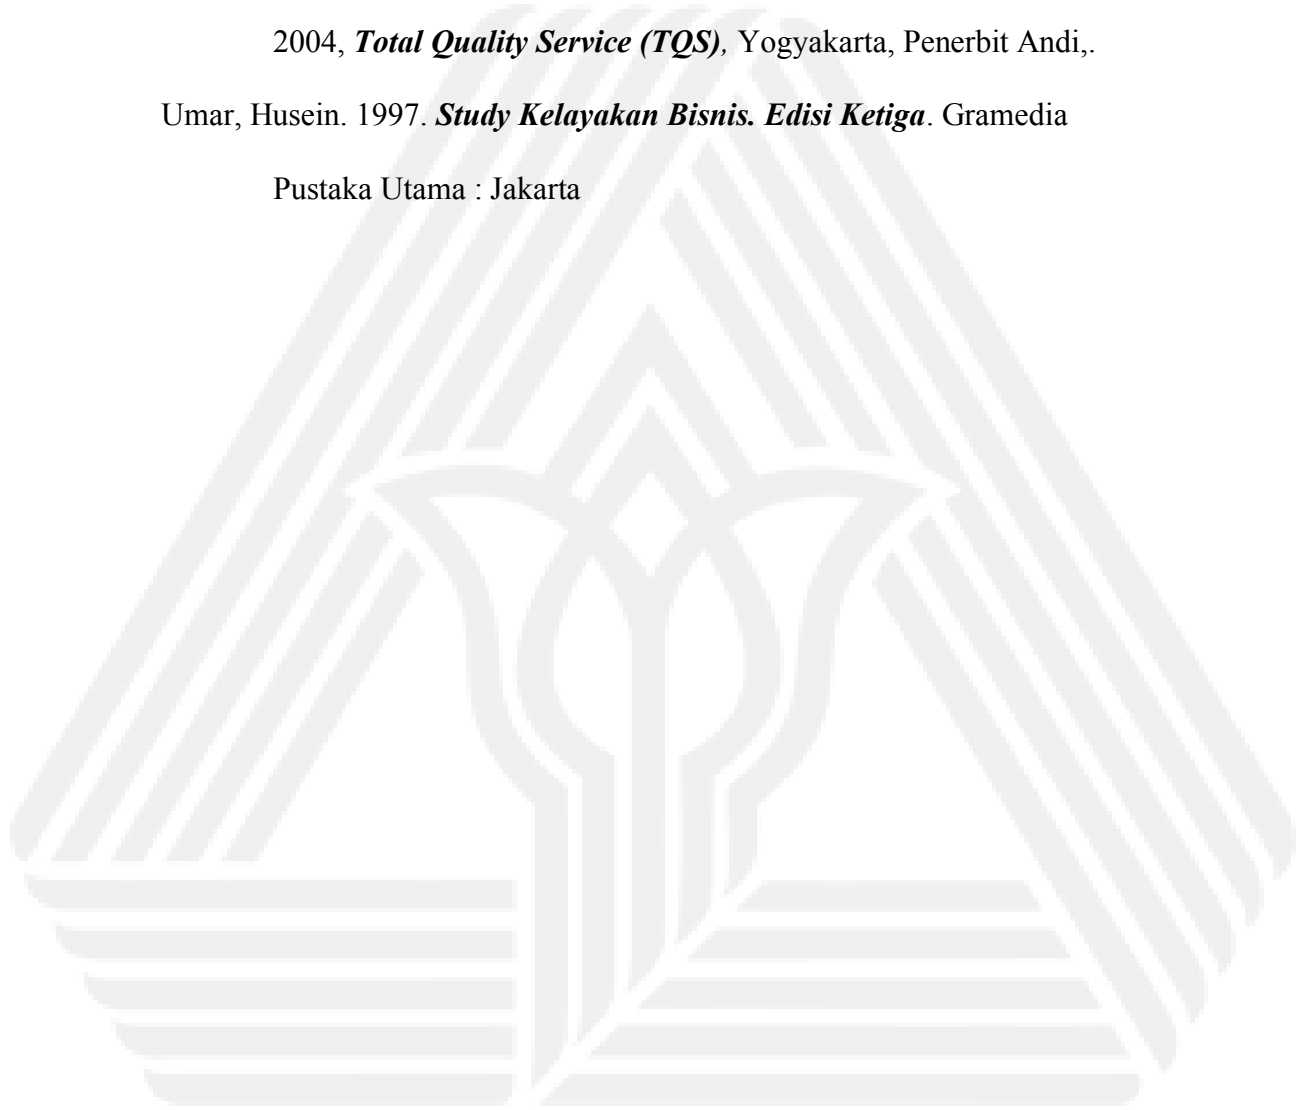 2004, Total Quality Service (TQS), Yogyakarta, Penerbit Andi,.
Umar, Husein. 1997. Study Kelayakan Bisnis. Edisi Ketiga. Gramedia
Pustaka Utama : Jakarta